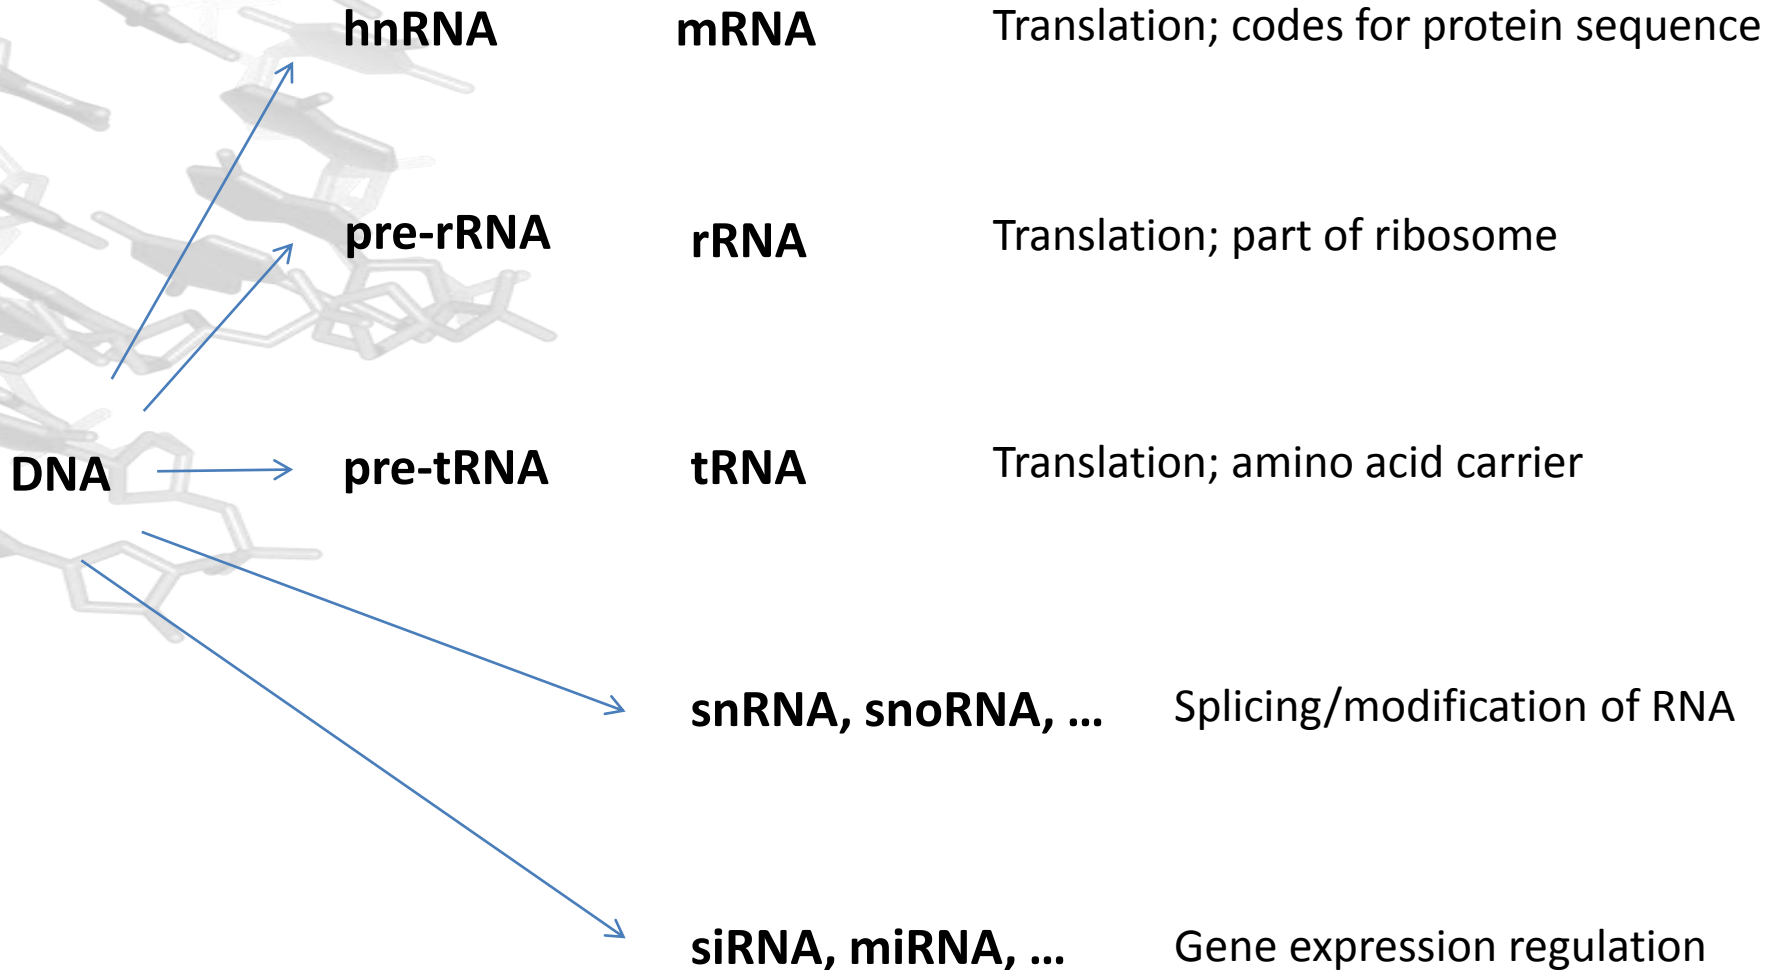 hnRNA mRNA Translation; codes for protein sequence
pre-rRNA rRNA Translation; part of ribosome
DNA pre-tRNA tRNA Translation; amino acid carrier
snRNA, snoRNA, ... Splicing/modification of RNA
siRNA, miRNA, ... Gene expression regulation